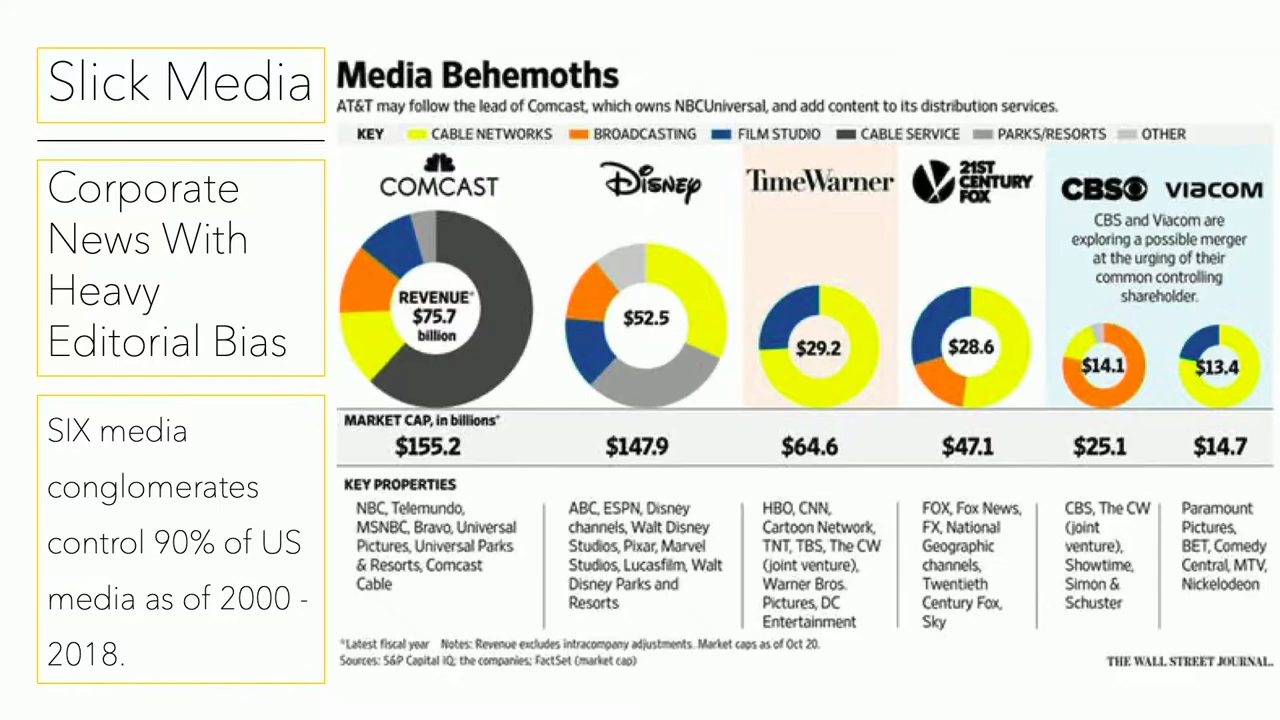 Slick Media
Corporate
News With
Heavy
Editorial Bias
SIX media
conglomerates
control 90% of US
media as of 2000 -
2018.
Media Behemoths
AT&T may follow the lead of Comcast, which owns NBCUniversal, and add content to its distribution services.
KEY CABLE NETWORKS BROADCASTING FILM STUDIO CABLE SERVICE PARKS/RESORTS OTHER
COMCAST
REVENUE*
$75.7
billion
DISNEY
$52.5
TimeWarner
$29.2
21ST
CENTURY
FOX
$28.6
CBS VIACOM
CBS and Viacom are
exploring a possible merger
at the urging of their
common controlling
shareholder.
$14.1
$13.4
MARKET CAP, in billions*
$155.2 $147.9 $64.6 $47.1 $25.1 $14.7
KEY PROPERTIES
NBC, Telemundo,
MSNBC, Bravo, Universal
Pictures, Universal Parks
& Resorts, Comcast
Cable
ABC, ESPN, Disney
channels, Walt Disney
Studios, Pixar, Marvel
Studios, Lucasfilm, Walt
Disney Parks and
Resorts
HBO, CNN,
Cartoon Network,
TNT, TBS, The CW
(joint venture),
Warner Bros.
Pictures, DC
Entertainment
FOX, Fox News,
FX, National
Geographic
channels,
Twentieth
Century Fox,
Sky
CBS, The CW
(joint
venture),
Showtime,
Simon &
Schuster
Paramount
Pictures,
BET, Comedy
Central, MTV,
Nickelodeon
*Latest fiscal year Notes: Revenue excludes intracompany adjustments. Market caps as of Oct 20.
Sources: S&P Capital IQ; the companies; FactSet (market cap)
THE WALL STREET JOURNAL.